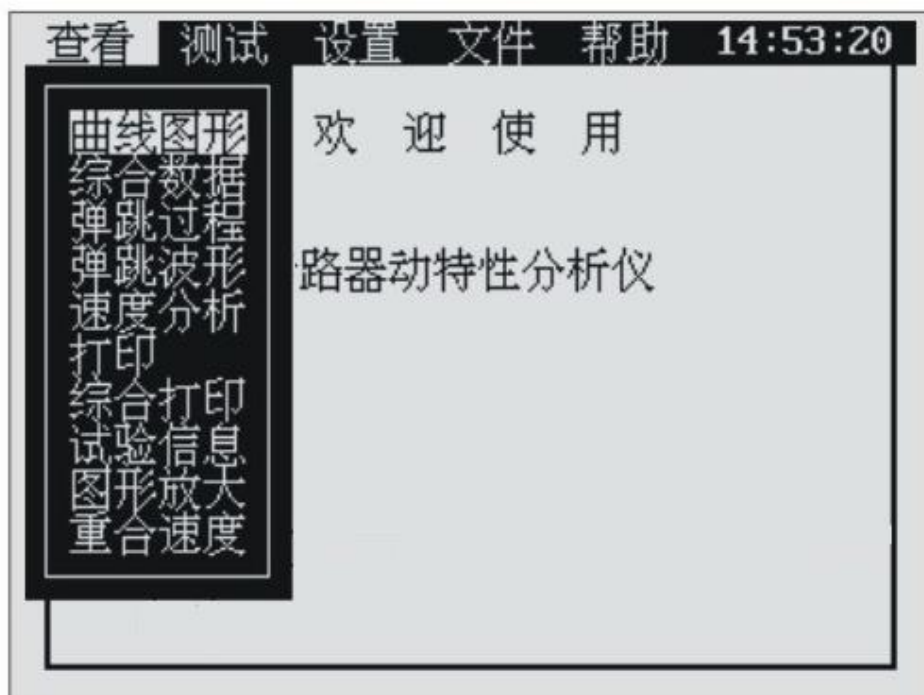 查看 测试 设置 文件 帮助 14:53:20
曲线图形
综合数据
弹跳过程
弹跳波形
速度分析
打印
综合打印
试验信息
图形放大
重合速度
欢 迎 使 用
路器动特性分析仪